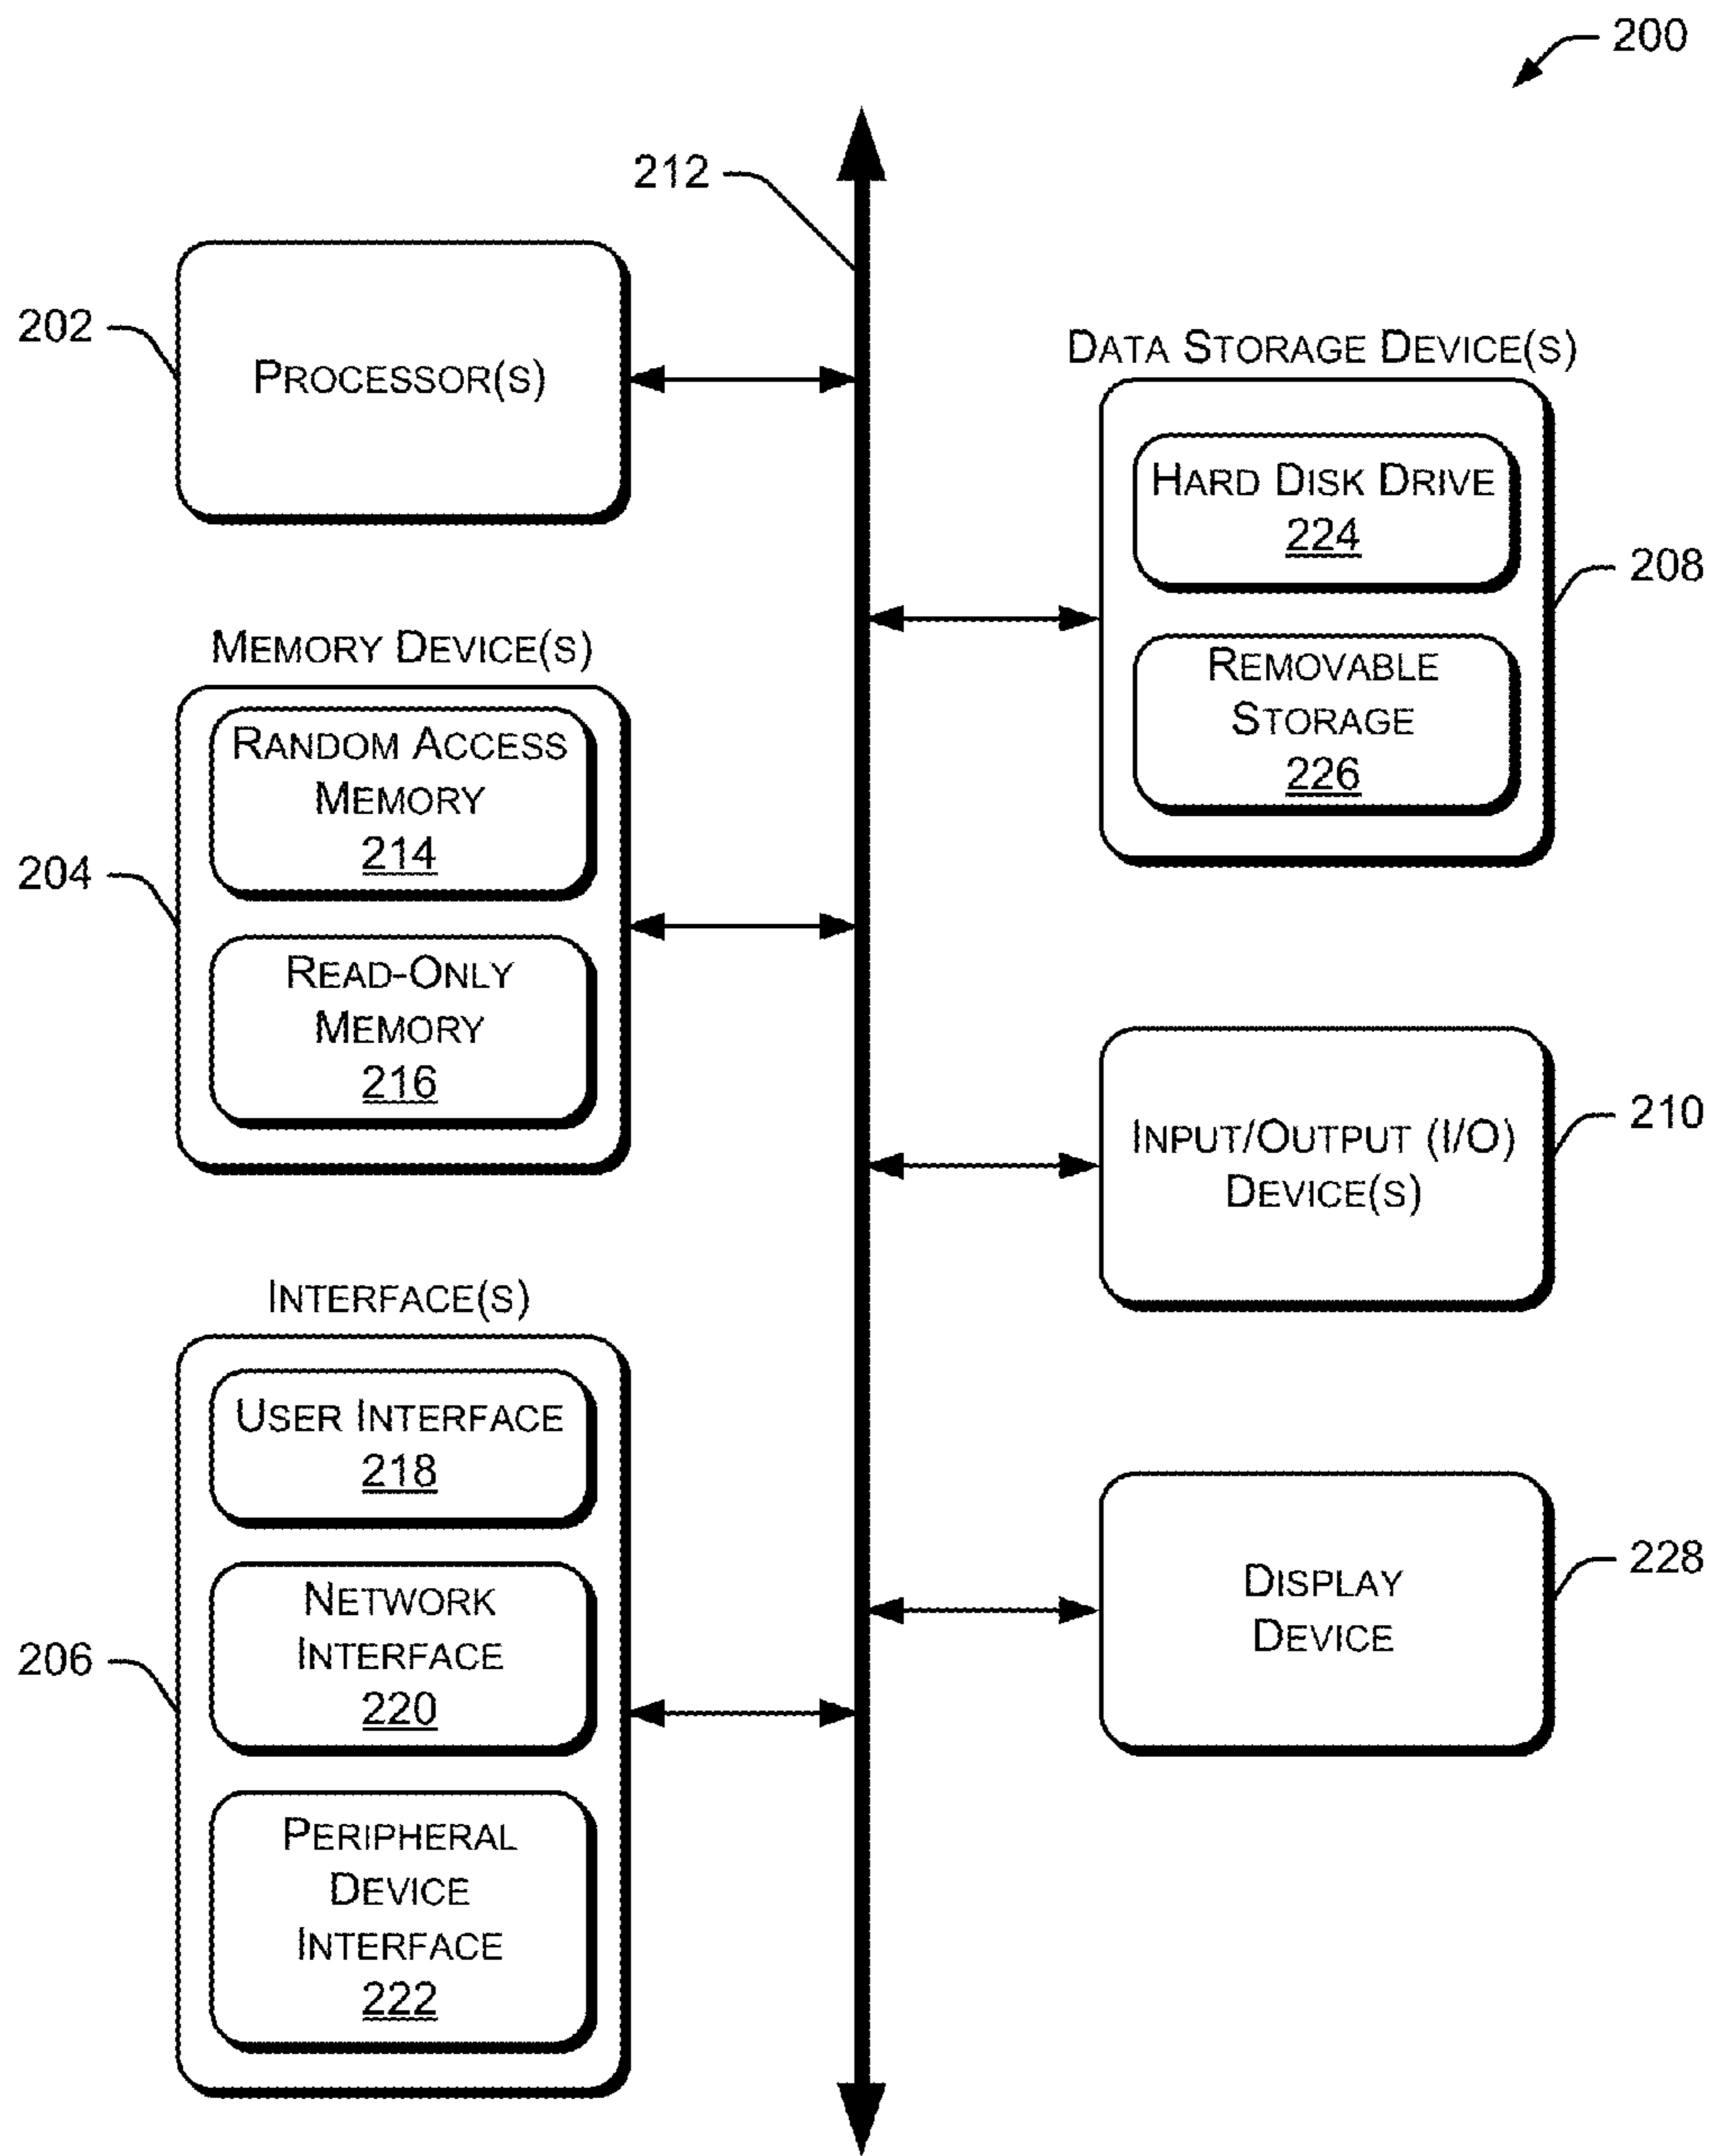 200
212
202
PROCESSOR(S)
DATA STORAGE DEVICE(S)
HARD DISK DRIVE
224
208
REMOVABLE
STORAGE
226
MEMORY DEVICE(S)
RANDOM ACCESS
MEMORY
214
204
READ-ONLY
MEMORY
216
INPUT/OUTPUT (I/O)
DEVICE(S)
210
INTERFACE(S)
USER INTERFACE
218
NETWORK
INTERFACE
220
206
PERIPHERAL
DEVICE
INTERFACE
222
DISPLAY
DEVICE
228